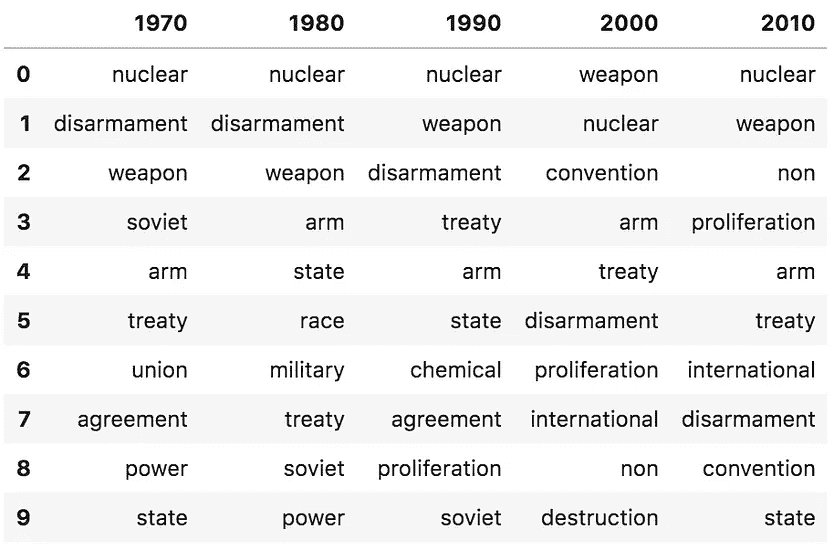 1970 1980 1990 2000 2010
0 nuclear nuclear nuclear weapon nuclear
1 disarmament disarmament weapon nuclear weapon
2 weapon weapon disarmament convention non
3 soviet arm treaty arm proliferation
4 arm state arm treaty arm
5 treaty race state disarmament treaty
6 union military chemical proliferation international
7 agreement treaty agreement international disarmament
8 power soviet proliferation non convention
9 state power soviet destruction state